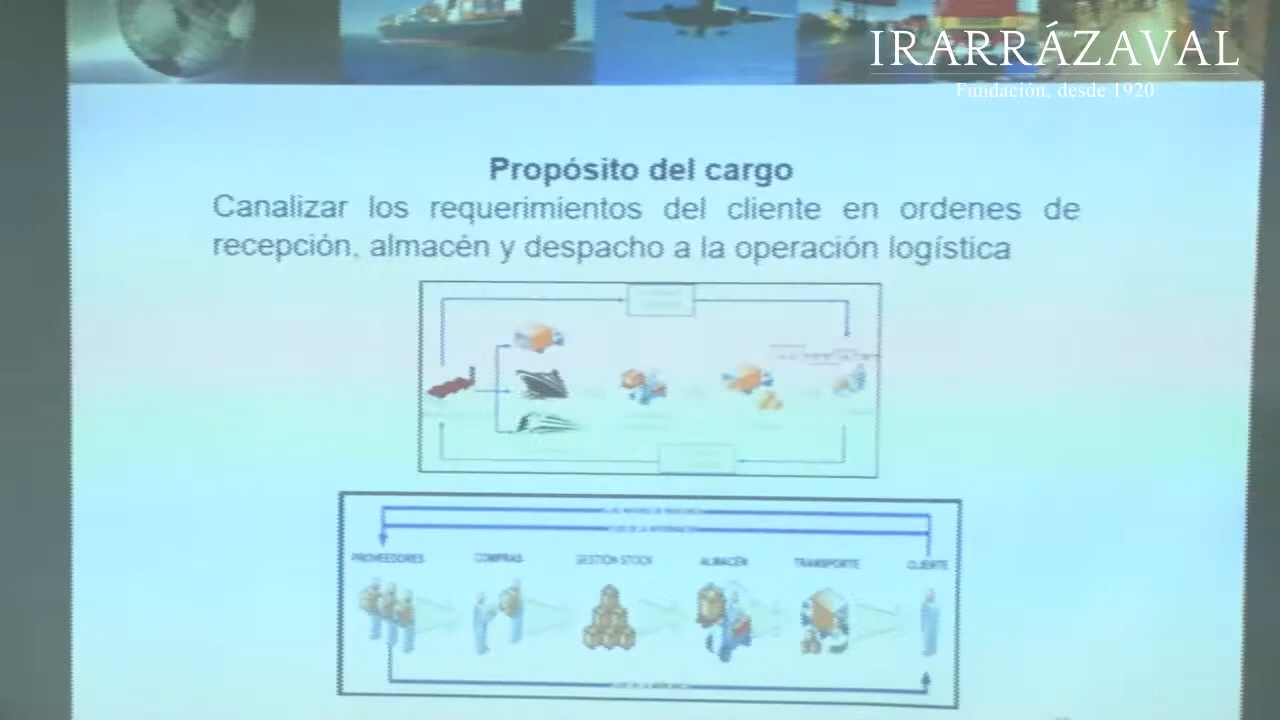 IRARRÁZAVAL
Fundación, desde 1920
Propósito del cargo
Canalizar los requerimientos del cliente en ordenes de
recepción, almacén y despacho a la operación logística
PROVEEDORES COMPRAS GESTIÓN STOCK ALMACÉN TRANSPORTE CLIENTE